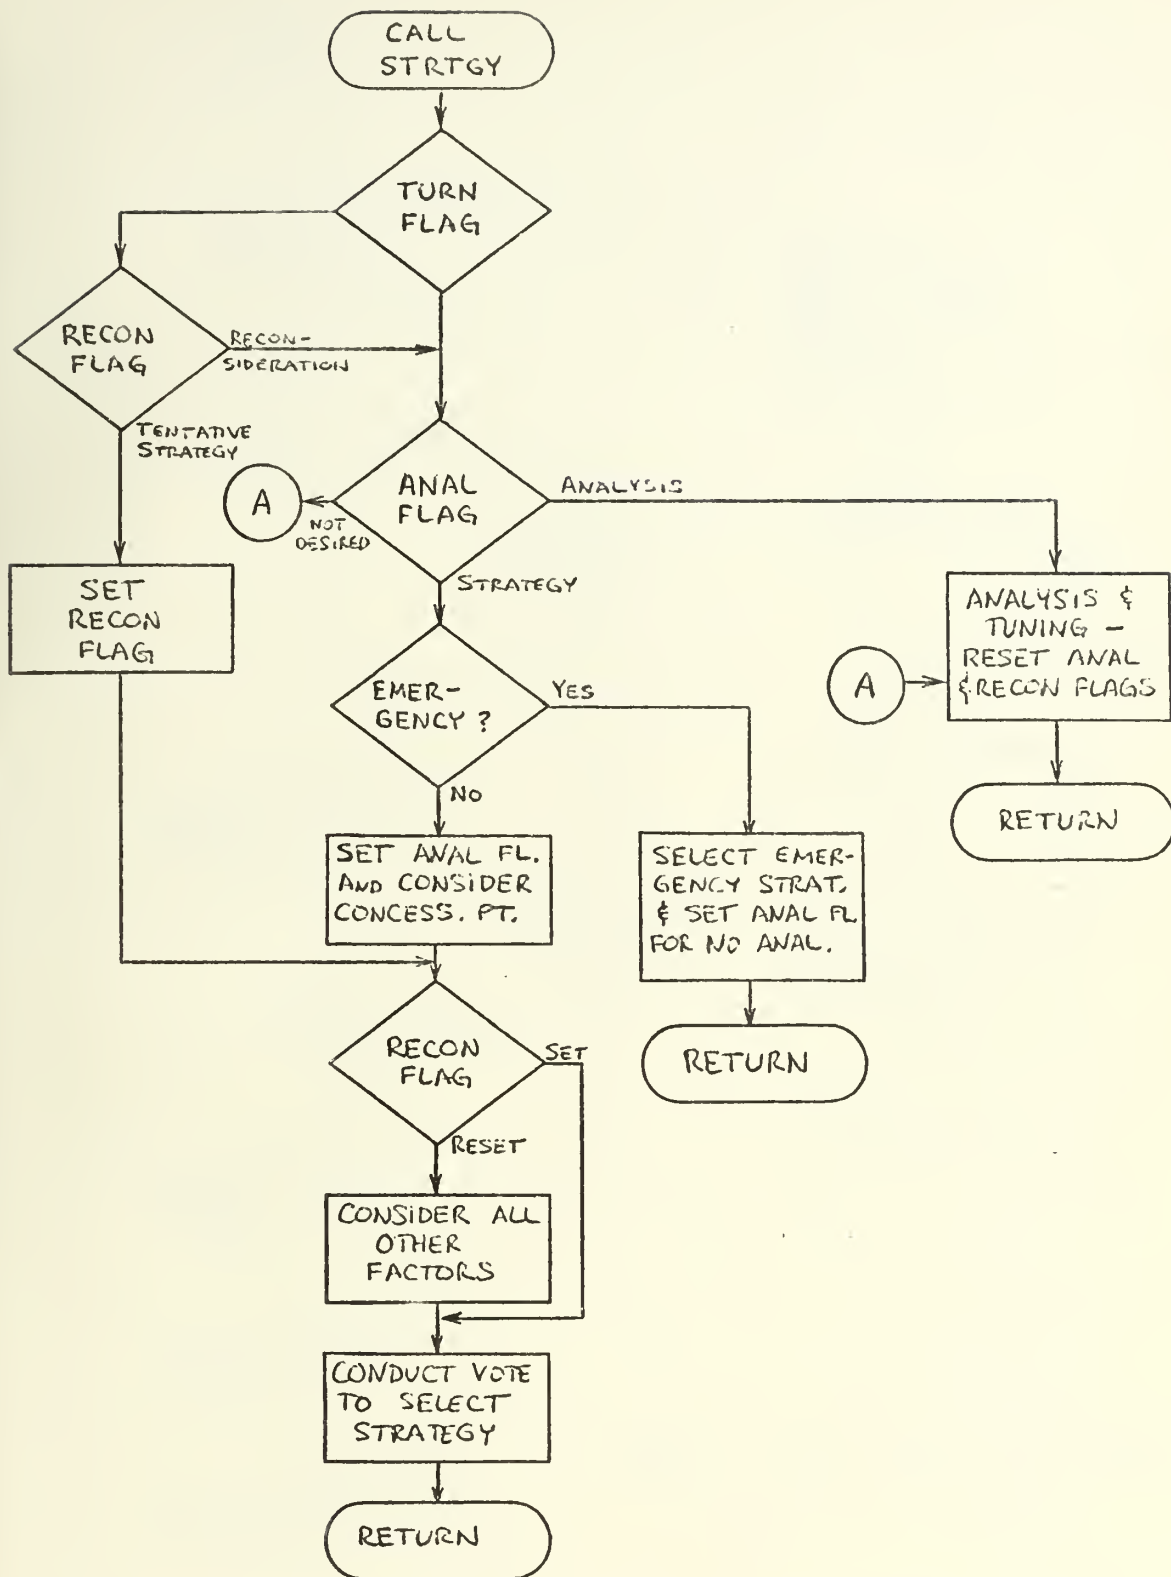 CALL
STRTGY
TURN
FLAG
RECON
FLAG
RECON-
SIDERATION
TENTATIVE
STRATEGY
A
NOT
DESIRED
ANAL
FLAG
ANALYSIS
STRATEGY
SET
RECON
FLAG
ANALYSIS &
TUNING -
RESET ANAL
& RECON FLAGS
A
RETURN
EMER-
GENCY ?
YES
NO
SET ANAL FL.
AND CONSIDER
CONCESS. PT.
SELECT EMER-
GENCY STRAT.
& SET ANAL FL
FOR NO ANAL.
RETURN
RECON
FLAG
SET
RESET
CONSIDER ALL
OTHER
FACTORS
CONDUCT VOTE
TO SELECT
STRATEGY
RETURN